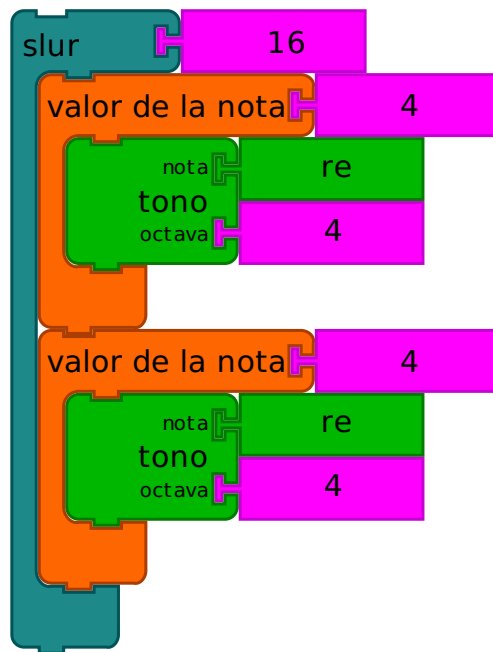 slur 16
valor de la nota 4
nota re
tono
octava 4
valor de la nota 4
nota re
tono
octava 4